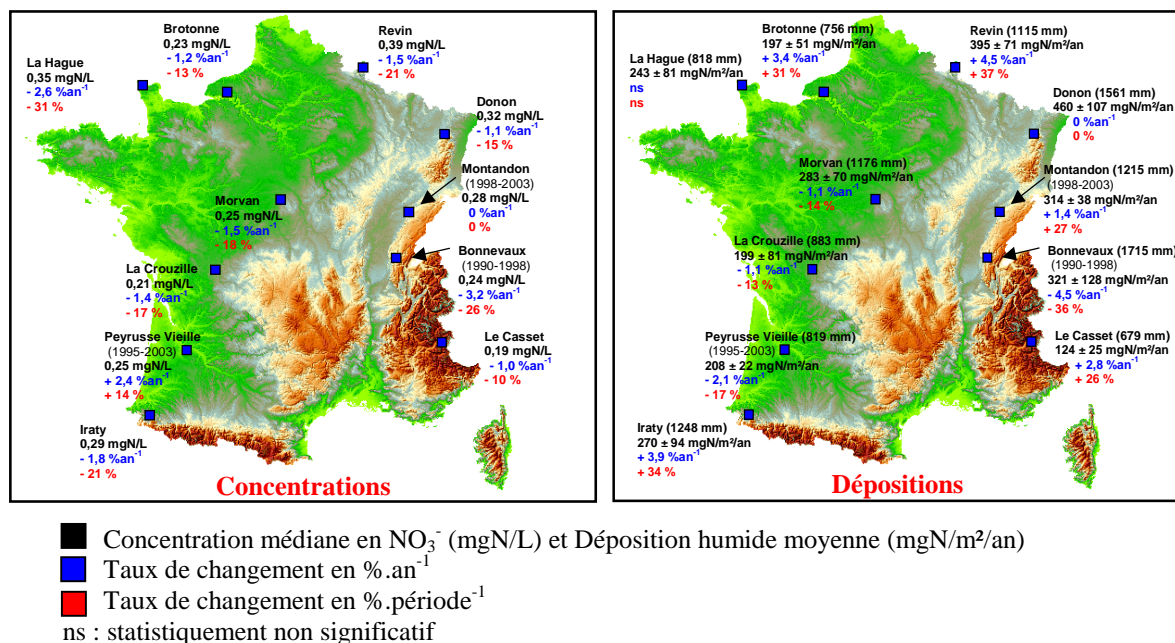 Brotonne
0,23 mgN/L
- 1,2 %an-1
- 13 %
Revin
0,39 mgN/L
- 1,5 %an-1
- 21 %
La Hague
0,35 mgN/L
- 2,6 %an-1
- 31 %
Donon
0,32 mgN/L
- 1,1 %an-1
- 15 %
Montandon
(1998-2003)
0,28 mgN/L
0 %an-1
0 %
Morvan
0,25 mgN/L
- 1,5 %an-1
- 18 %
Bonnevaux
(1990-1998)
0,24 mgN/L
- 3,2 %an-1
- 26 %
La Crouzille
0,21 mgN/L
- 1,4 %an-1
- 17 %
Peyrusse Vieille
(1995-2003)
0,25 mgN/L
+ 2,4 %an-1
+ 14 %
Le Casset
0,19 mgN/L
- 1,0 %an-1
- 10 %
Iraty
0,29 mgN/L
- 1,8 %an-1
- 21 %
Concentrations
Brotonne (756 mm)
197 ± 51 mgN/m²/an
+ 3,4 %an-1
+ 31 %
Revin (1115 mm)
395 ± 71 mgN/m²/an
+ 4,5 %an-1
+ 37 %
La Hague (818 mm)
243 ± 81 mgN/m²/an
ns
ns
Donon (1561 mm)
460 ± 107 mgN/m²/an
0 %an-1
0 %
Morvan (1176 mm)
283 ± 70 mgN/m²/an
- 1,1 %an-1
- 14 %
Montandon (1215 mm)
(1998-2003)
314 ± 38 mgN/m²/an
+ 1,4 %an-1
+ 27 %
La Crouzille (883 mm)
199 ± 81 mgN/m²/an
- 1,1 %an-1
- 13 %
Bonnevaux (1715 mm)
(1990-1998)
321 ± 128 mgN/m²/an
- 4,5 %an-1
- 36 %
Peyrusse Vieille (819 mm)
(1995-2003)
208 ± 22 mgN/m²/an
- 2,1 %an-1
- 17 %
Le Casset (679 mm)
124 ± 25 mgN/m²/an
+ 2,8 %an-1
+ 26 %
Iraty (1248 mm)
270 ± 94 mgN/m²/an
+ 3,9 %an-1
+ 34 %
Dépositions
Concentration médiane en NO3- (mgN/L) et Déposition humide moyenne (mgN/m²/an)
Taux de changement en %.an-1
Taux de changement en %.période-1
ns : statistiquement non significatif